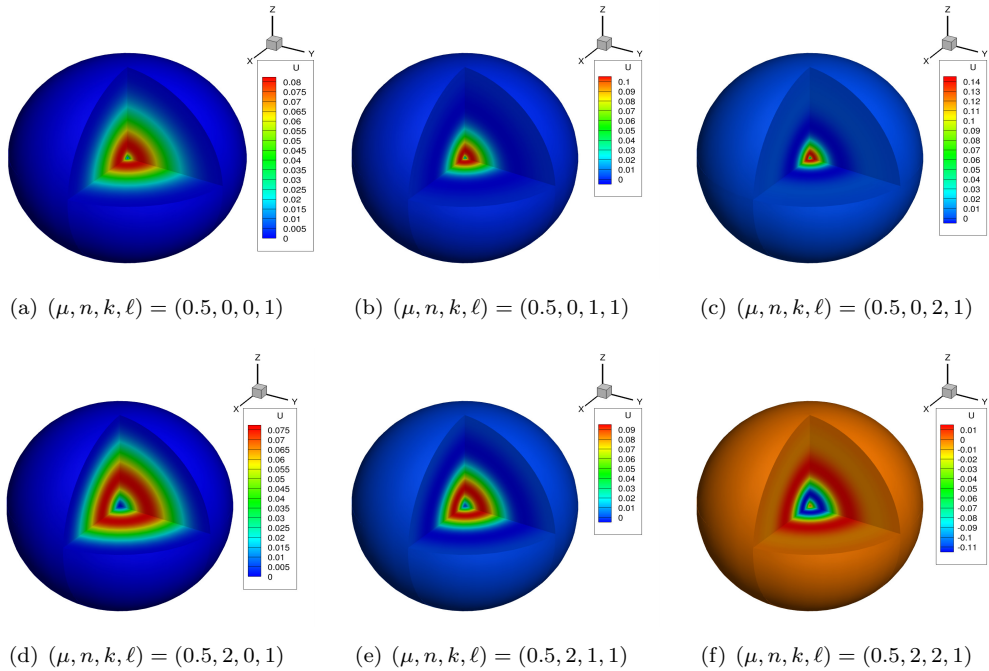 Z
X
Y
U
0.08
0.075
0.07
0.065
0.06
0.055
0.05
0.045
0.04
0.035
0.03
0.025
0.02
0.015
0.01
0.005
0
(a) (μ, n, k, ℓ) = (0.5, 0, 0, 1)
Z
X
Y
U
0.1
0.09
0.08
0.07
0.06
0.05
0.04
0.03
0.02
0.01
0
(b) (μ, n, k, ℓ) = (0.5, 0, 1, 1)
Z
X
Y
U
0.14
0.13
0.12
0.11
0.1
0.09
0.08
0.07
0.06
0.05
0.04
0.03
0.02
0.01
0
(c) (μ, n, k, ℓ) = (0.5, 0, 2, 1)
Z
X
Y
U
0.075
0.07
0.065
0.06
0.055
0.05
0.045
0.04
0.035
0.03
0.025
0.02
0.015
0.01
0.005
0
(d) (μ, n, k, ℓ) = (0.5, 2, 0, 1)
Z
X
Y
U
0.09
0.08
0.07
0.06
0.05
0.04
0.03
0.02
0.01
0
(e) (μ, n, k, ℓ) = (0.5, 2, 1, 1)
Z
X
Y
U
0.01
0
-0.01
-0.02
-0.03
-0.04
-0.05
-0.06
-0.07
-0.08
-0.09
-0.1
-0.11
(f) (μ, n, k, ℓ) = (0.5, 2, 2, 1)